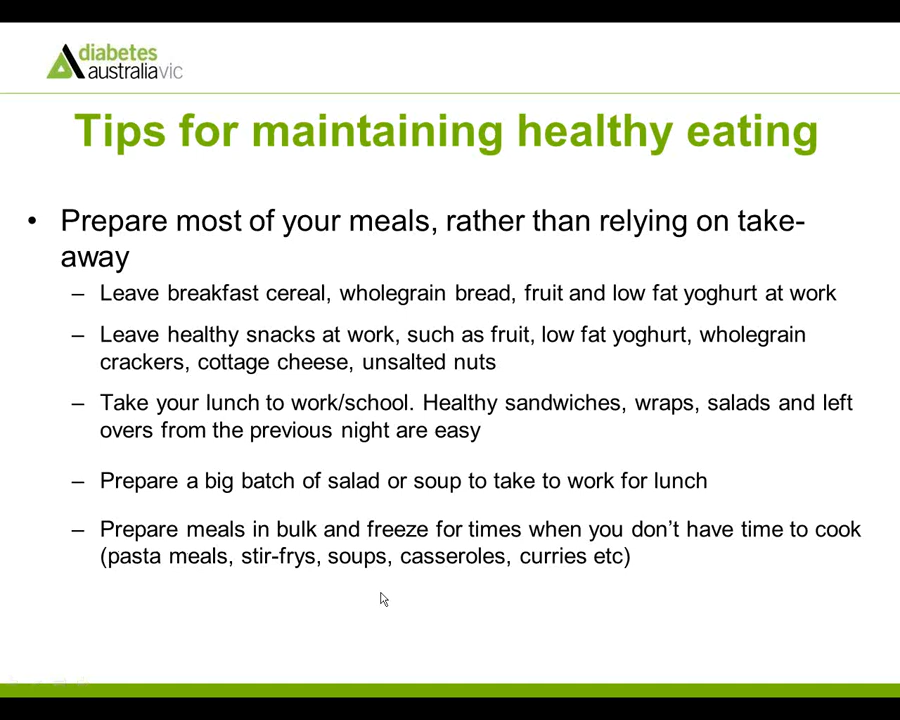 diabetes
australiavic
Tips for maintaining healthy eating
• Prepare most of your meals, rather than relying on take-
away
– Leave breakfast cereal, wholegrain bread, fruit and low fat yoghurt at work
– Leave healthy snacks at work, such as fruit, low fat yoghurt, wholegrain
crackers, cottage cheese, unsalted nuts
– Take your lunch to work/school. Healthy sandwiches, wraps, salads and left
overs from the previous night are easy
– Prepare a big batch of salad or soup to take to work for lunch
– Prepare meals in bulk and freeze for times when you don’t have time to cook
(pasta meals, stir-frys, soups, casseroles, curries etc)